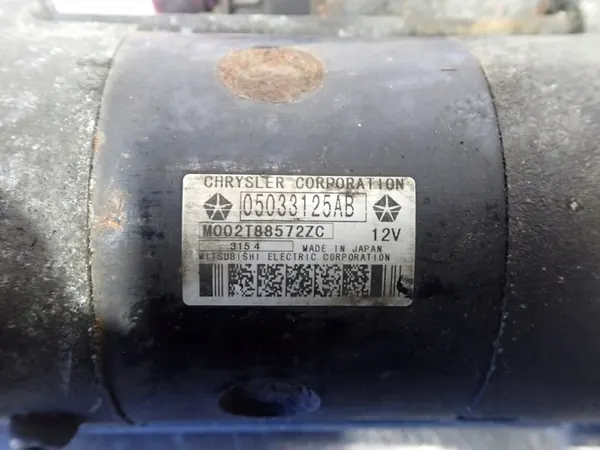 CHRYSLER CORPORATION
05033125AB
M002T88572ZC 12V
3154 MADE IN JAPAN
MITSUBISHI ELECTRIC CORPORATION